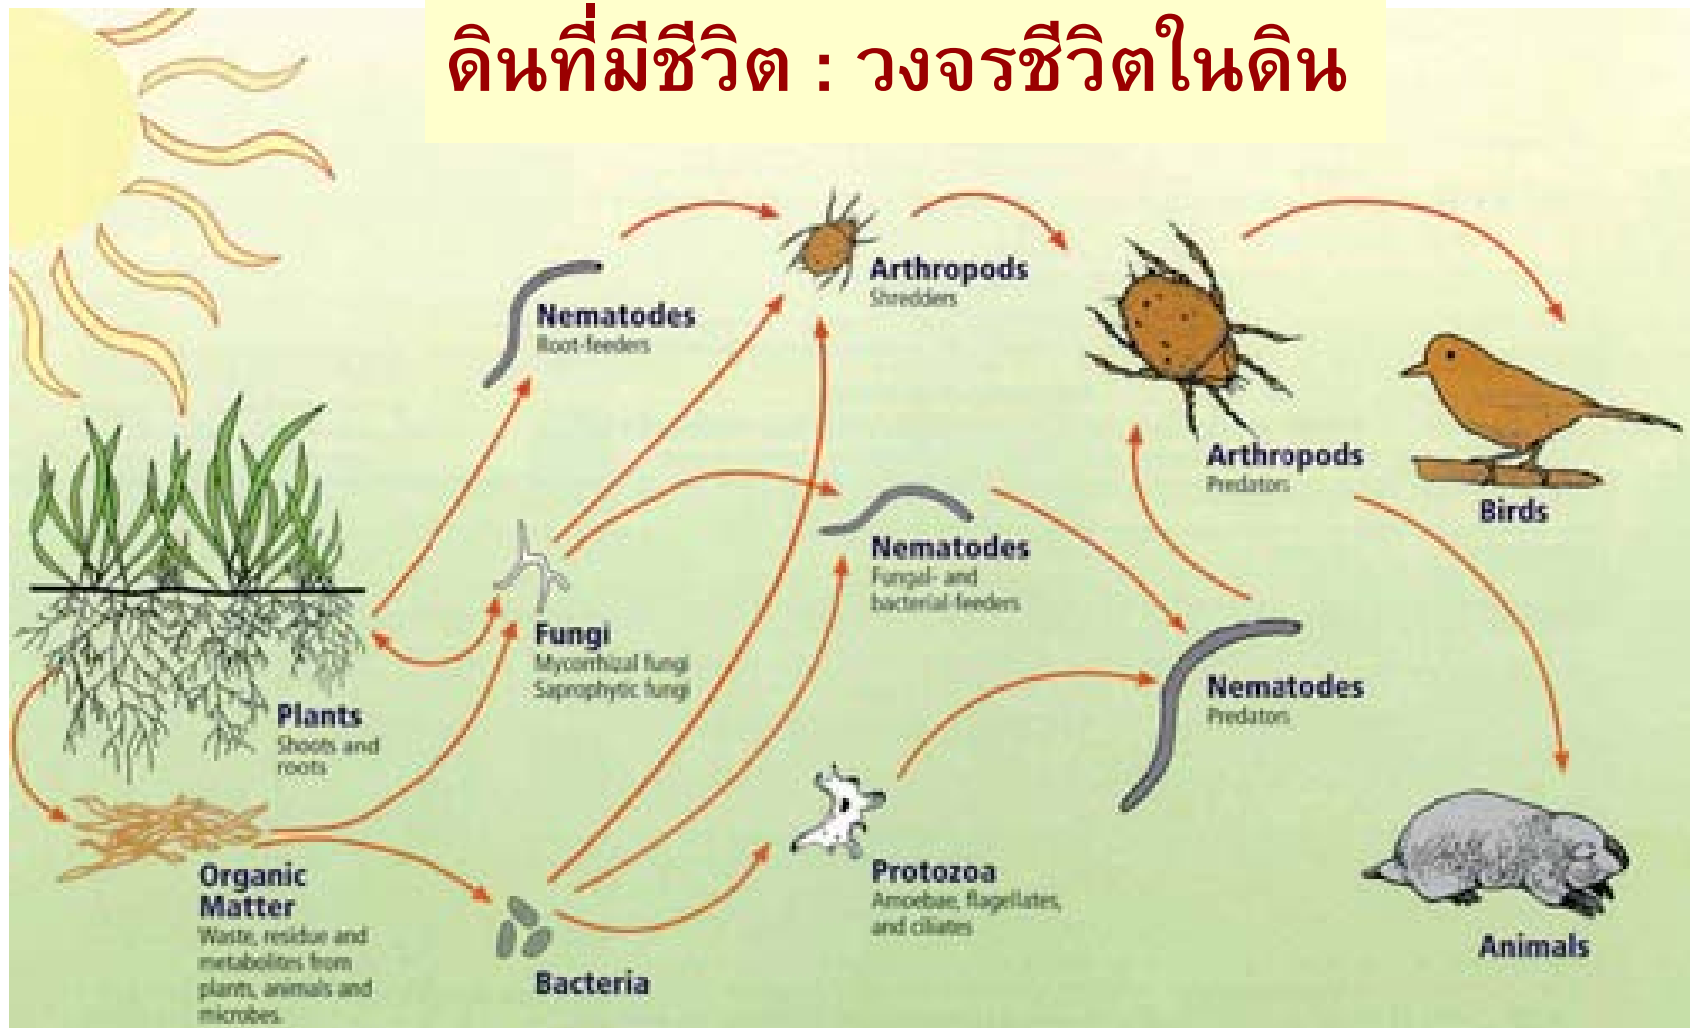 ดินที่มีชีวิต : วงจรชีวิตในดิน
Arthropods
Shredders
Nematodes
Root-feeders
Arthropods
Predators
Birds
Nematodes
Fungal- and
bacterial-feeders
Fungi
Mycorrhizal fungi
Saprophytic fungi
Nematodes
Predators
Plants
Shoots and
roots
Organic
Matter
Waste, residue and
metabolites from
plants, animals and
microbes.
Protozoa
Amoebae, flagellates,
and ciliates
Bacteria
Animals